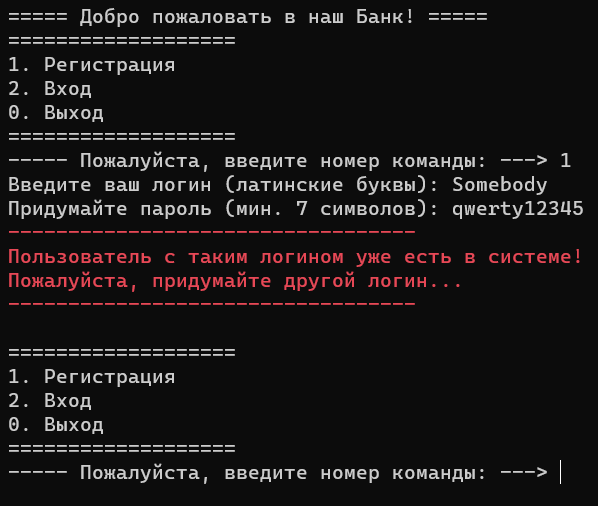 ===== Добро пожаловать в наш Банк! =====
===================
1. Регистрация
2. Вход
0. Выход
===================
----- Пожалуйста, введите номер команды: ---> 1
Введите ваш логин (латинские буквы): Somebody
Придумайте пароль (мин. 7 символов): qwerty12345
----------------------------------
Пользователь с таким логином уже есть в системе!
Пожалуйста, придумайте другой логин...
----------------------------------
===================
1. Регистрация
2. Вход
0. Выход
===================
----- Пожалуйста, введите номер команды: --->